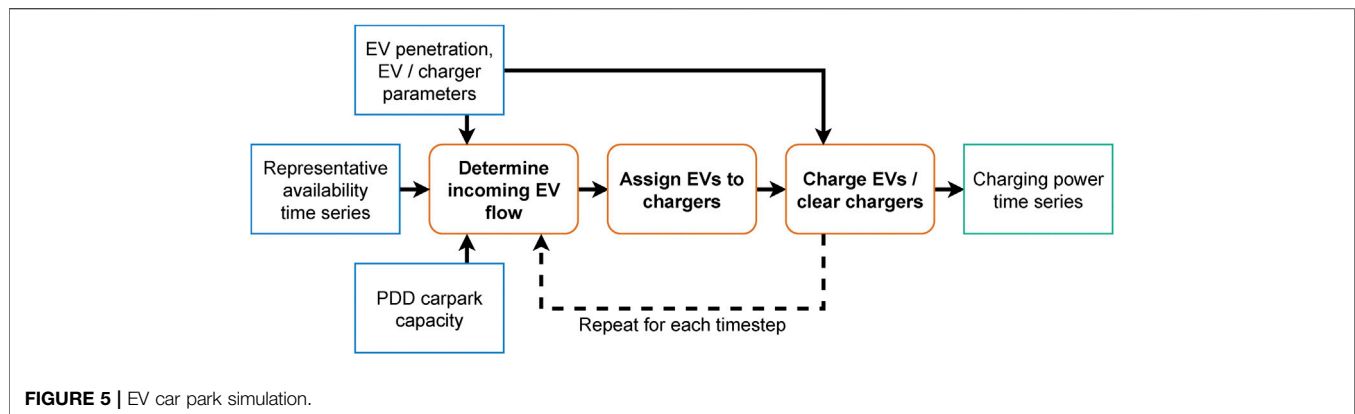 EV penetration,
EV / charger
parameters
Representative
availability
time series
Determine
incoming EV
flow
Assign EVs to
chargers
Charge EVs /
clear chargers
Charging power
time series
PDD carpark
capacity
Repeat for each timestep
FIGURE 5 | EV car park simulation.